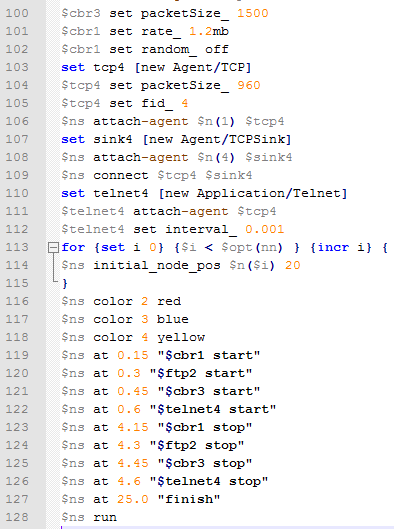 100 $cbr3 set packetSize_ 1500
101 $cbr1 set rate_ 1.2mb
102 $cbr1 set random_ off
103 set tcp4 [new Agent/TCP]
104 $tcp4 set packetSize_ 960
105 $tcp4 set fid_ 4
106 $ns attach-agent $n(1) $tcp4
107 set sink4 [new Agent/TCPSink]
108 $ns attach-agent $n(4) $sink4
109 $ns connect $tcp4 $sink4
110 set telnet4 [new Application/Telnet]
111 $telnet4 attach-agent $tcp4
112 $telnet4 set interval_ 0.001
113 for {set i 0} {$i < $opt(nn) } {incr i} {
114 $ns initial_node_pos $n($i) 20
115 }
116 $ns color 2 red
117 $ns color 3 blue
118 $ns color 4 yellow
119 $ns at 0.15 "$cbr1 start"
120 $ns at 0.3 "$ftp2 start"
121 $ns at 0.45 "$cbr3 start"
122 $ns at 0.6 "$telnet4 start"
123 $ns at 4.15 "$cbr1 stop"
124 $ns at 4.3 "$ftp2 stop"
125 $ns at 4.45 "$cbr3 stop"
126 $ns at 4.6 "$telnet4 stop"
127 $ns at 25.0 "finish"
128 $ns run